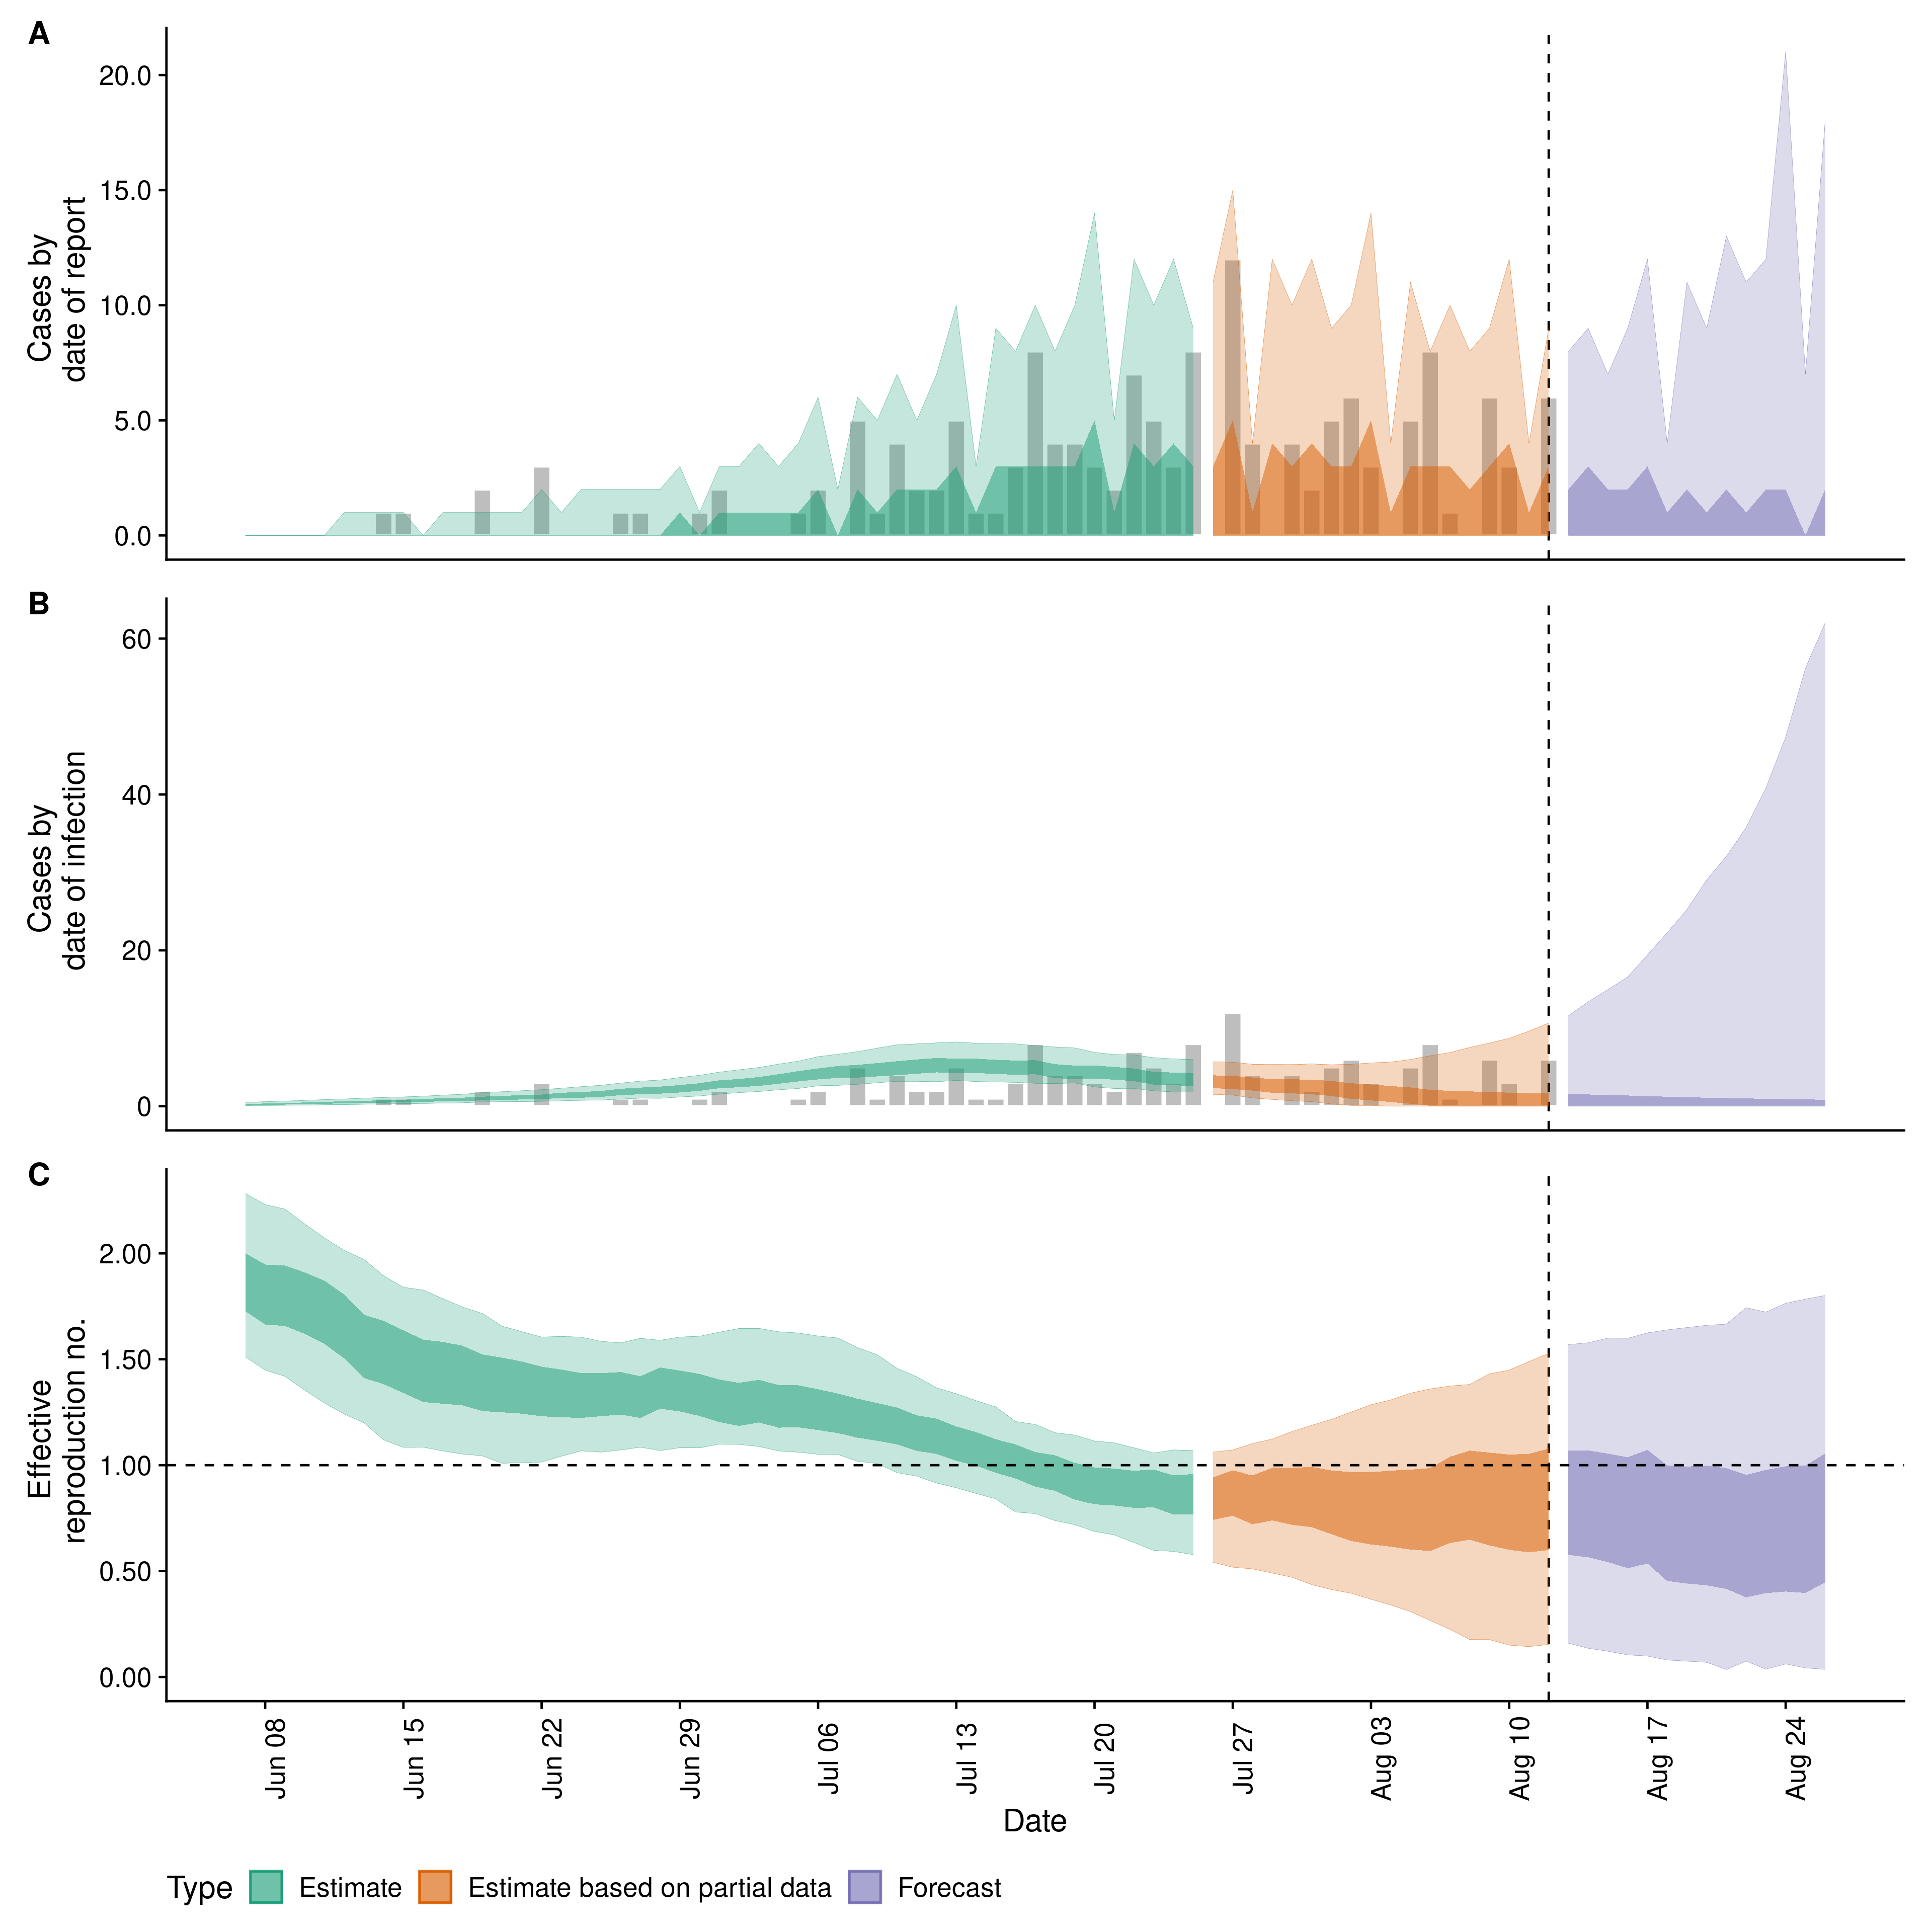 A
20.0
15.0
10.0
5.0
0.0
Cases by
date of report
B
60
40
20
0
Cases by
date of infection
C
2.00
1.50
1.00
0.50
0.00
Effective
reproduction no.
Jun 08
Jun 15
Jun 22
Jun 29
Jul 06
Jul 13
Jul 20
Jul 27
Aug 03
Aug 10
Aug 17
Aug 24
Date
Type Estimate Estimate based on partial data Forecast